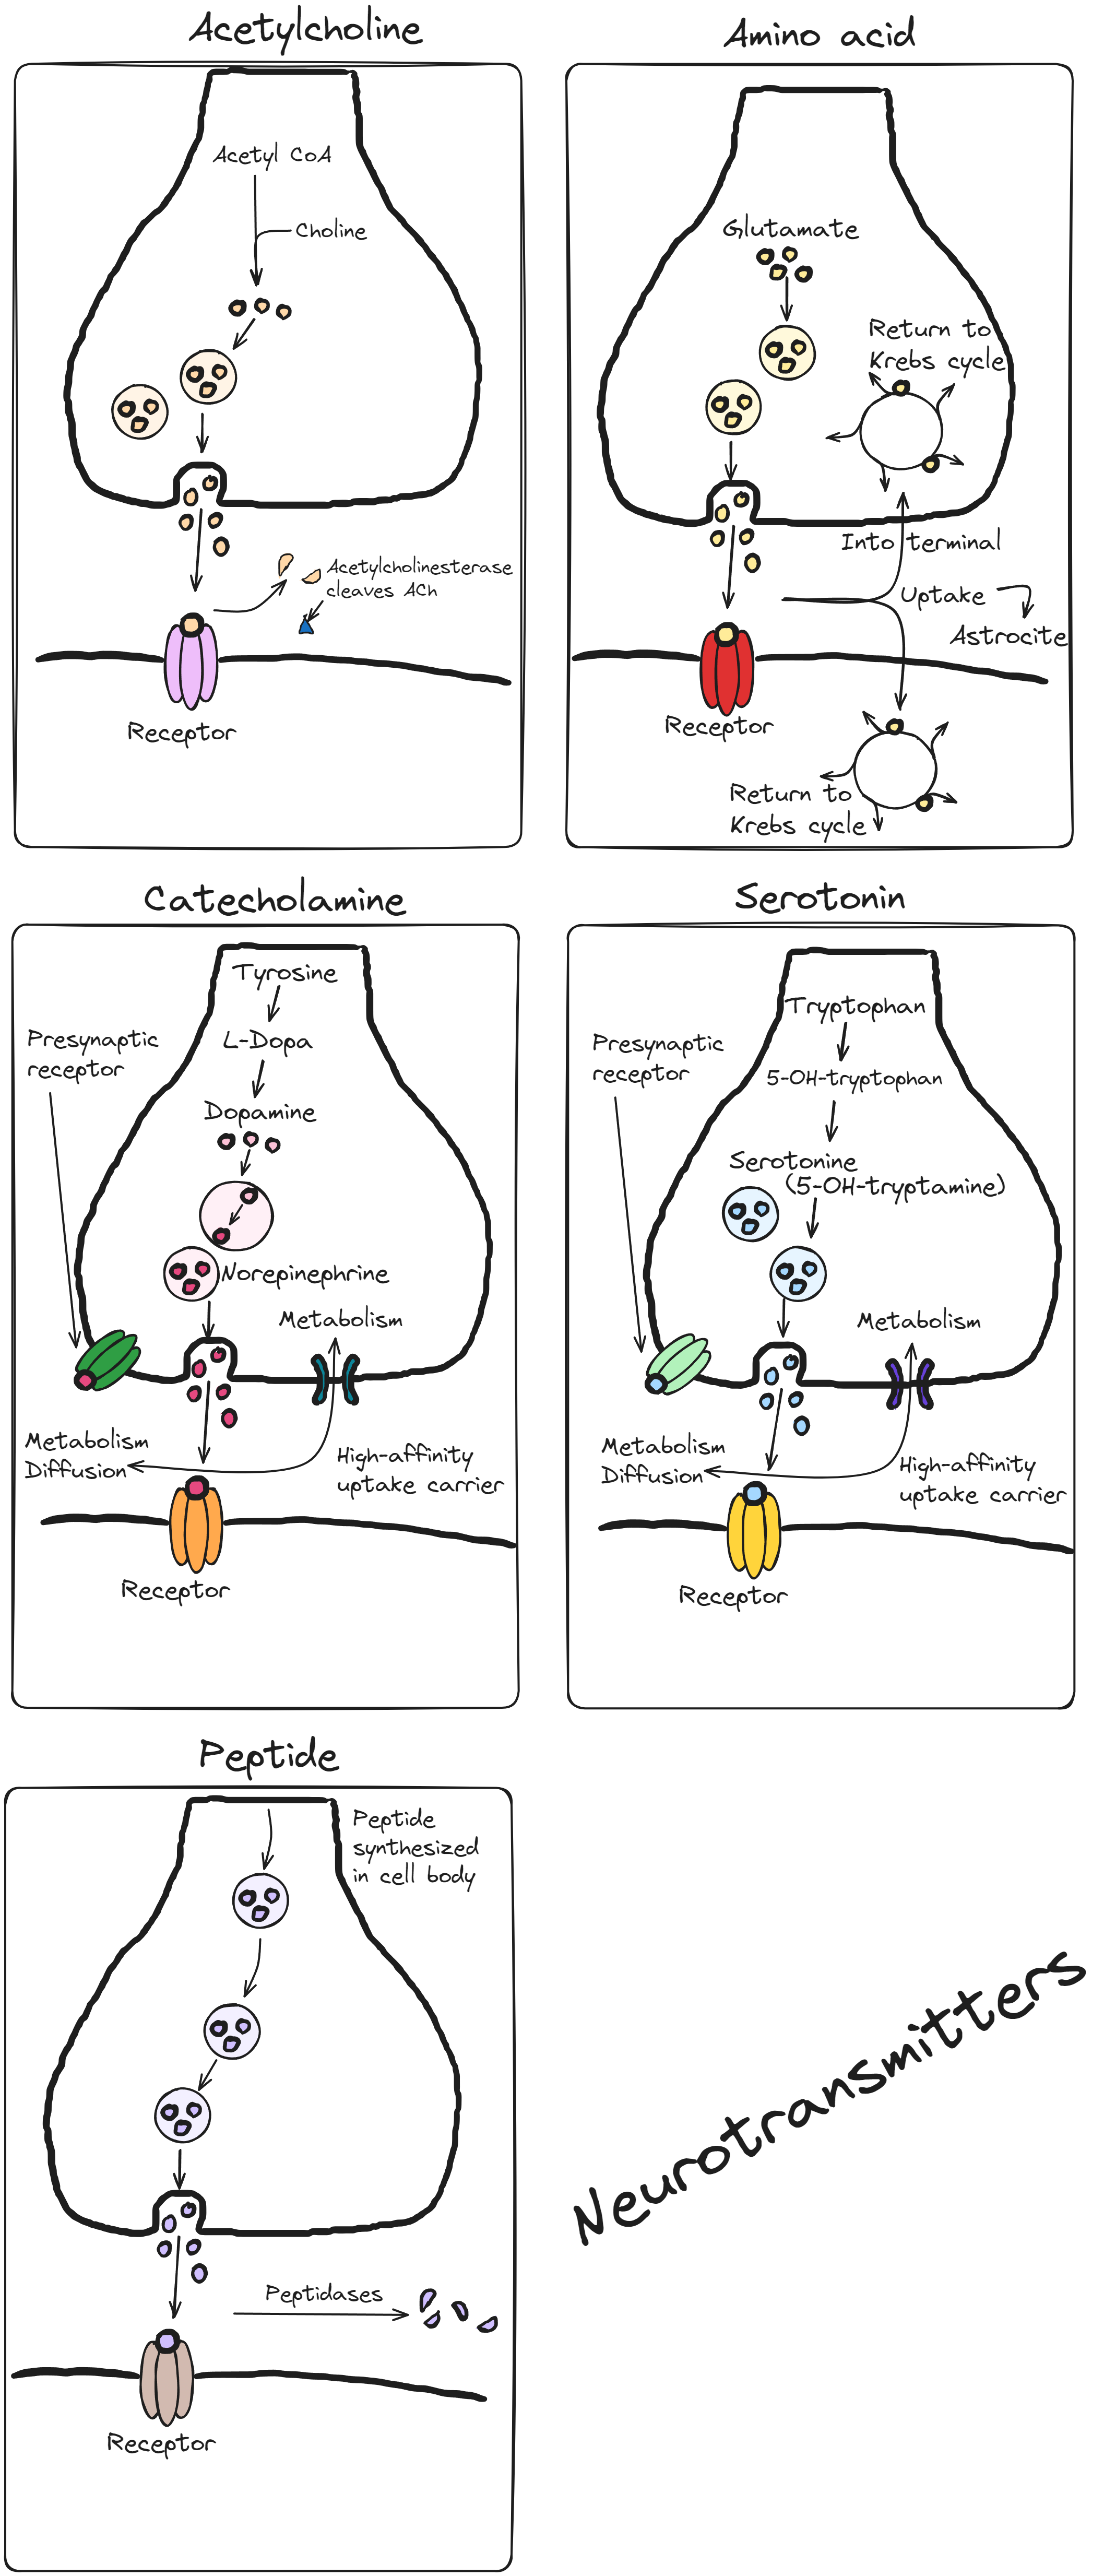 Acetylcholine
Acetyl CoA
Choline
Acetylcholinesterase
cleaves ACh
Receptor
Amino acid
Glutamate
Return to
Krebs cycle
Into terminal
Uptake
Astrocite
Receptor
Return to
Krebs cycle
Catecholamine
Tyrosine
Presynaptic
receptor
L-Dopa
Dopamine
Norepinephrine
Metabolism
Metabolism
Diffusion
High-affinity
uptake carrier
Receptor
Serotonin
Tryptophan
Presynaptic
receptor
5-OH-tryptophan
Serotonine
(5-OH-tryptamine)
Metabolism
Metabolism
Diffusion
High-affinity
uptake carrier
Receptor
Peptide
Peptide
synthesized
in cell body
Peptidases
Receptor
Neurotransmitters